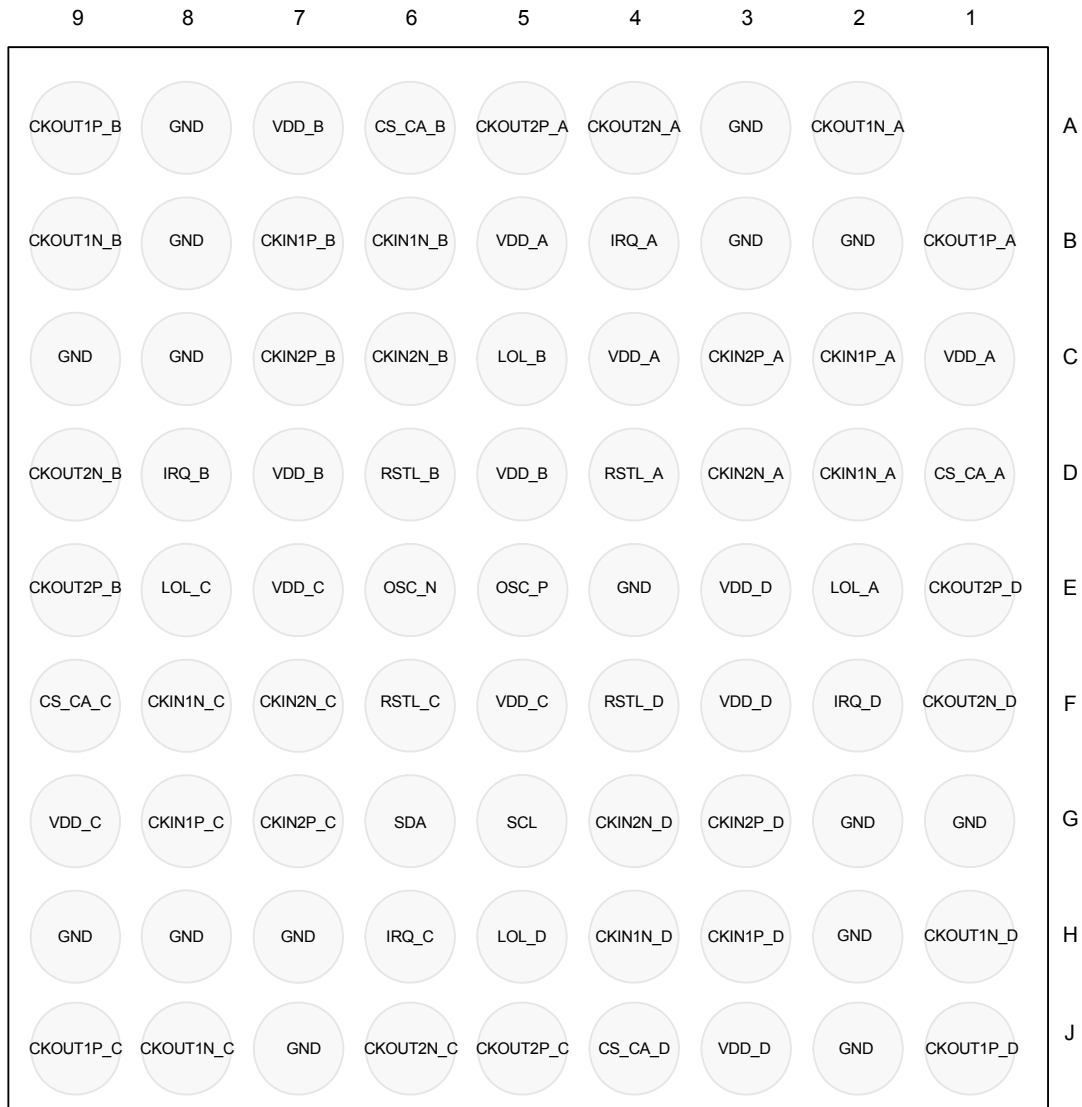 9 8 7 6 5 4 3 2 1
CKOUT1P_B GND VDD_B CS_CA_B CKOUT2P_A CKOUT2N_A GND CKOUT1N_A A
CKOUT1N_B GND CKIN1P_B CKIN1N_B VDD_A IRQ_A GND GND CKOUT1P_A B
GND GND CKIN2P_B CKIN2N_B LOL_B VDD_A CKIN2P_A CKIN1P_A VDD_A C
CKOUT2N_B IRQ_B VDD_B RSTL_B VDD_B RSTL_A CKIN2N_A CKIN1N_A CS_CA_A D
CKOUT2P_B LOL_C VDD_C OSC_N OSC_P GND VDD_D LOL_A CKOUT2P_D E
CS_CA_C CKIN1N_C CKIN2N_C RSTL_C VDD_C RSTL_D VDD_D IRQ_D CKOUT2N_D F
VDD_C CKIN1P_C CKIN2P_C SDA SCL CKIN2N_D CKIN2P_D GND GND G
GND GND GND IRQ_C LOL_D CKIN1N_D CKIN1P_D GND CKOUT1N_D H
CKOUT1P_C CKOUT1N_C GND CKOUT2N_C CKOUT2P_C CS_CA_D VDD_D GND CKOUT1P_D J